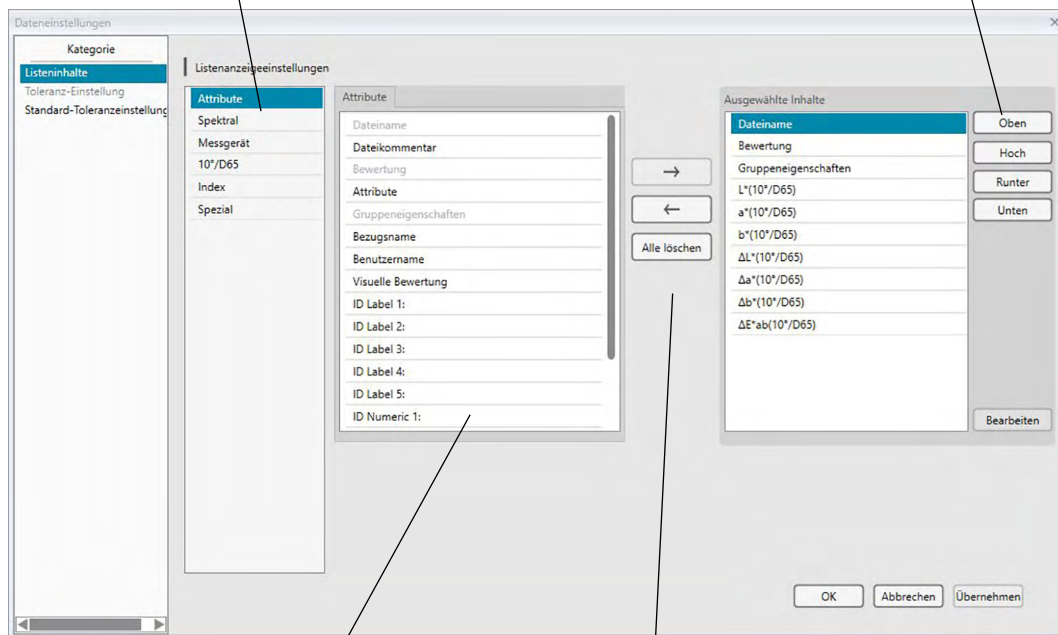 Dateneinstellungen
Kategorie
Listeninhalte
Toleranz-Einstellung
Standard-Toleranzeinstellung
Listenanzeigeeinstellungen
Attribute
Spektral
Messgerät
10°/D65
Index
Spezial
Attribute
Dateiname
Dateikommentar
Bewertung
Attribute
Gruppeneigenschaften
Bezugsname
Benutzername
Visuelle Bewertung
ID Label 1:
ID Label 2:
ID Label 3:
ID Label 4:
ID Label 5:
ID Numeric 1:
→
←
Alle löschen
Ausgewählte Inhalte
Dateiname
Bewertung
Gruppeneigenschaften
L*(10°/D65)
a*(10°/D65)
b*(10°/D65)
ΔL*(10°/D65)
Δa*(10°/D65)
Δb*(10°/D65)
ΔE*ab(10°/D65)
Oben
Hoch
Runter
Unten
Bearbeiten
OK
Abbrechen
Übernehmen